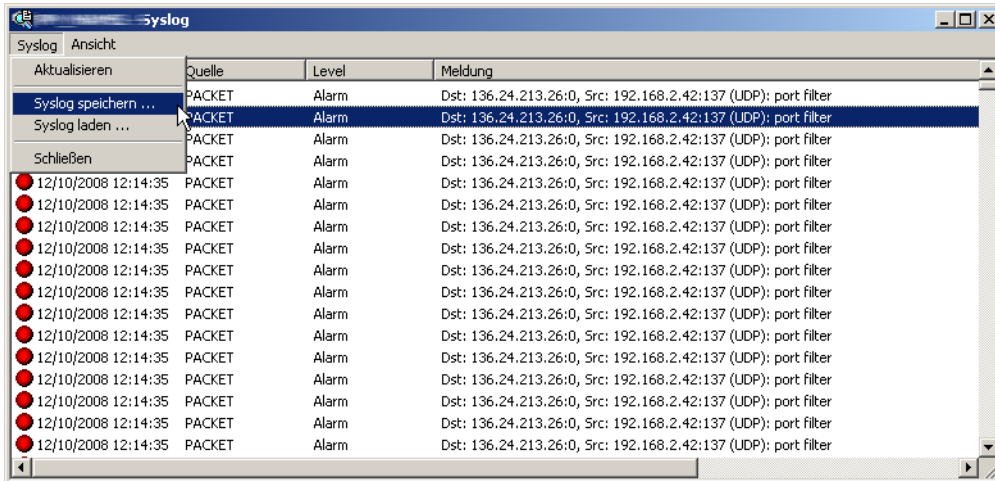 Syslog
Syslog Ansicht
Aktualisieren
Syslog speichern ...
Syslog laden ...
Schließen
Quelle Level Meldung
PACKET Alarm Dst: 136.24.213.26:0, Src: 192.168.2.42:137 (UDP): port filter
PACKET Alarm Dst: 136.24.213.26:0, Src: 192.168.2.42:137 (UDP): port filter
PACKET Alarm Dst: 136.24.213.26:0, Src: 192.168.2.42:137 (UDP): port filter
PACKET Alarm Dst: 136.24.213.26:0, Src: 192.168.2.42:137 (UDP): port filter
12/10/2008 12:14:35 PACKET Alarm Dst: 136.24.213.26:0, Src: 192.168.2.42:137 (UDP): port filter
12/10/2008 12:14:35 PACKET Alarm Dst: 136.24.213.26:0, Src: 192.168.2.42:137 (UDP): port filter
12/10/2008 12:14:35 PACKET Alarm Dst: 136.24.213.26:0, Src: 192.168.2.42:137 (UDP): port filter
12/10/2008 12:14:35 PACKET Alarm Dst: 136.24.213.26:0, Src: 192.168.2.42:137 (UDP): port filter
12/10/2008 12:14:35 PACKET Alarm Dst: 136.24.213.26:0, Src: 192.168.2.42:137 (UDP): port filter
12/10/2008 12:14:35 PACKET Alarm Dst: 136.24.213.26:0, Src: 192.168.2.42:137 (UDP): port filter
12/10/2008 12:14:35 PACKET Alarm Dst: 136.24.213.26:0, Src: 192.168.2.42:137 (UDP): port filter
12/10/2008 12:14:35 PACKET Alarm Dst: 136.24.213.26:0, Src: 192.168.2.42:137 (UDP): port filter
12/10/2008 12:14:35 PACKET Alarm Dst: 136.24.213.26:0, Src: 192.168.2.42:137 (UDP): port filter
12/10/2008 12:14:35 PACKET Alarm Dst: 136.24.213.26:0, Src: 192.168.2.42:137 (UDP): port filter
12/10/2008 12:14:35 PACKET Alarm Dst: 136.24.213.26:0, Src: 192.168.2.42:137 (UDP): port filter
12/10/2008 12:14:35 PACKET Alarm Dst: 136.24.213.26:0, Src: 192.168.2.42:137 (UDP): port filter
12/10/2008 12:14:35 PACKET Alarm Dst: 136.24.213.26:0, Src: 192.168.2.42:137 (UDP): port filter